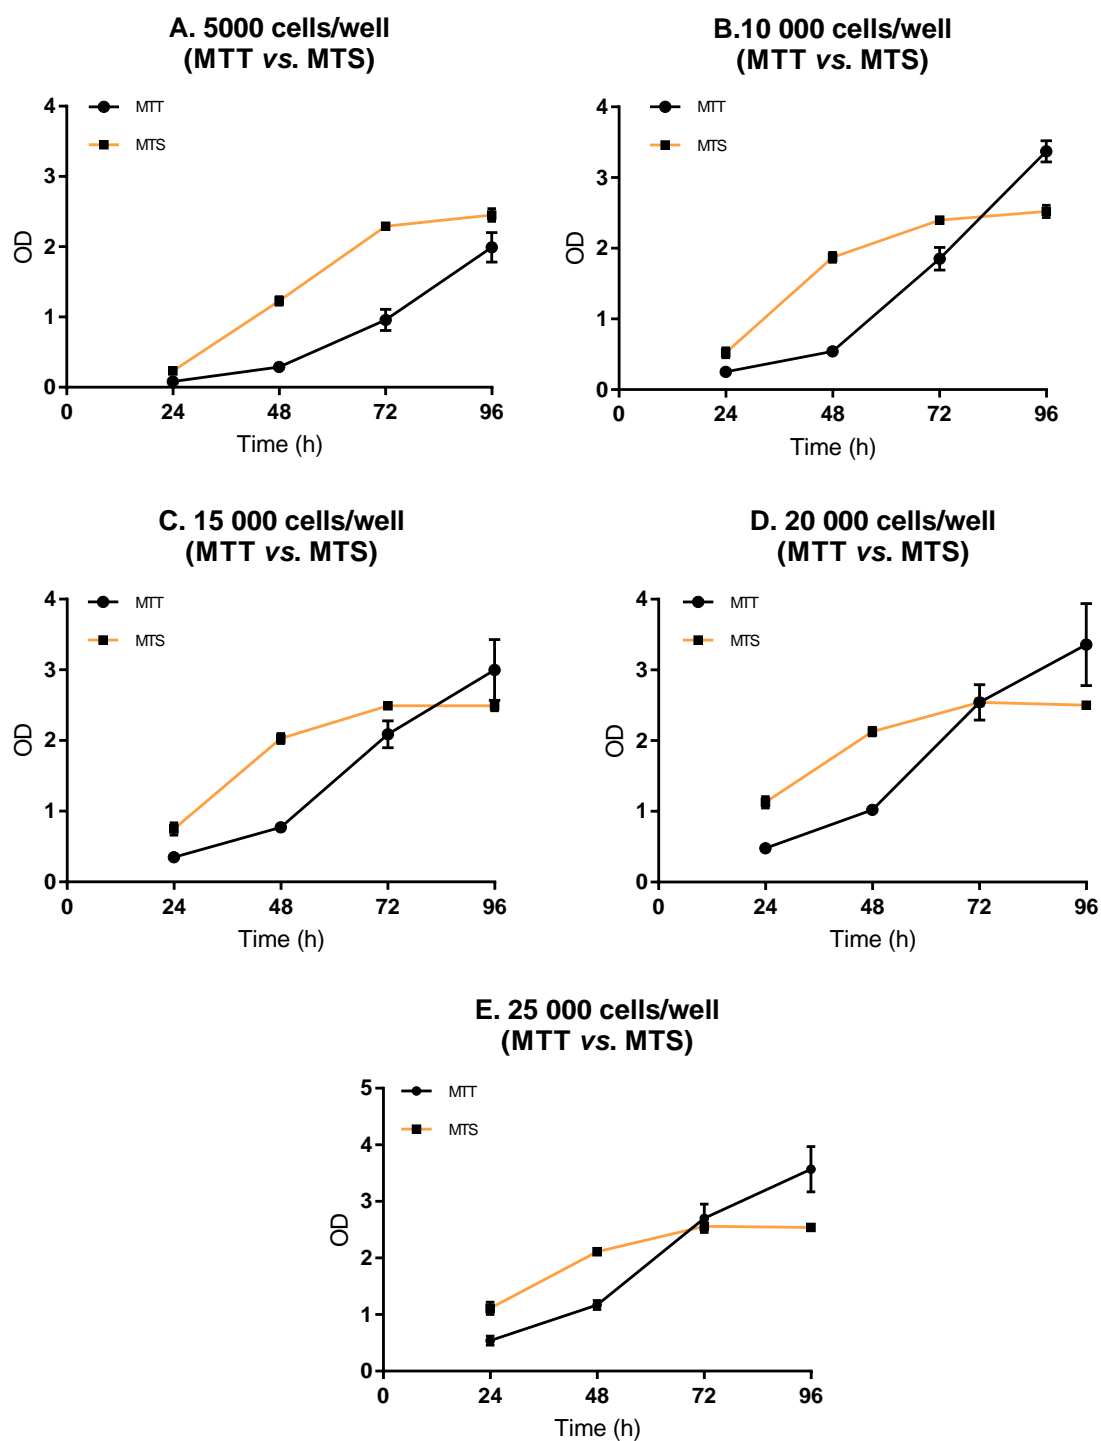 A. 5000 cells/well
(MTT vs. MTS)
4
3
2
1
0
OD
MTT
MTS
0 24 48 72 96
Time (h)
B.10 000 cells/well
(MTT vs. MTS)
4
3
2
1
0
OD
MTT
MTS
0 24 48 72 96
Time (h)
C. 15 000 cells/well
(MTT vs. MTS)
4
3
2
1
0
OD
MTT
MTS
0 24 48 72 96
Time (h)
D. 20 000 cells/well
(MTT vs. MTS)
4
3
2
1
0
OD
MTT
MTS
0 24 48 72 96
Time (h)
E. 25 000 cells/well
(MTT vs. MTS)
5
4
3
2
1
0
OD
MTT
MTS
0 24 48 72 96
Time (h)